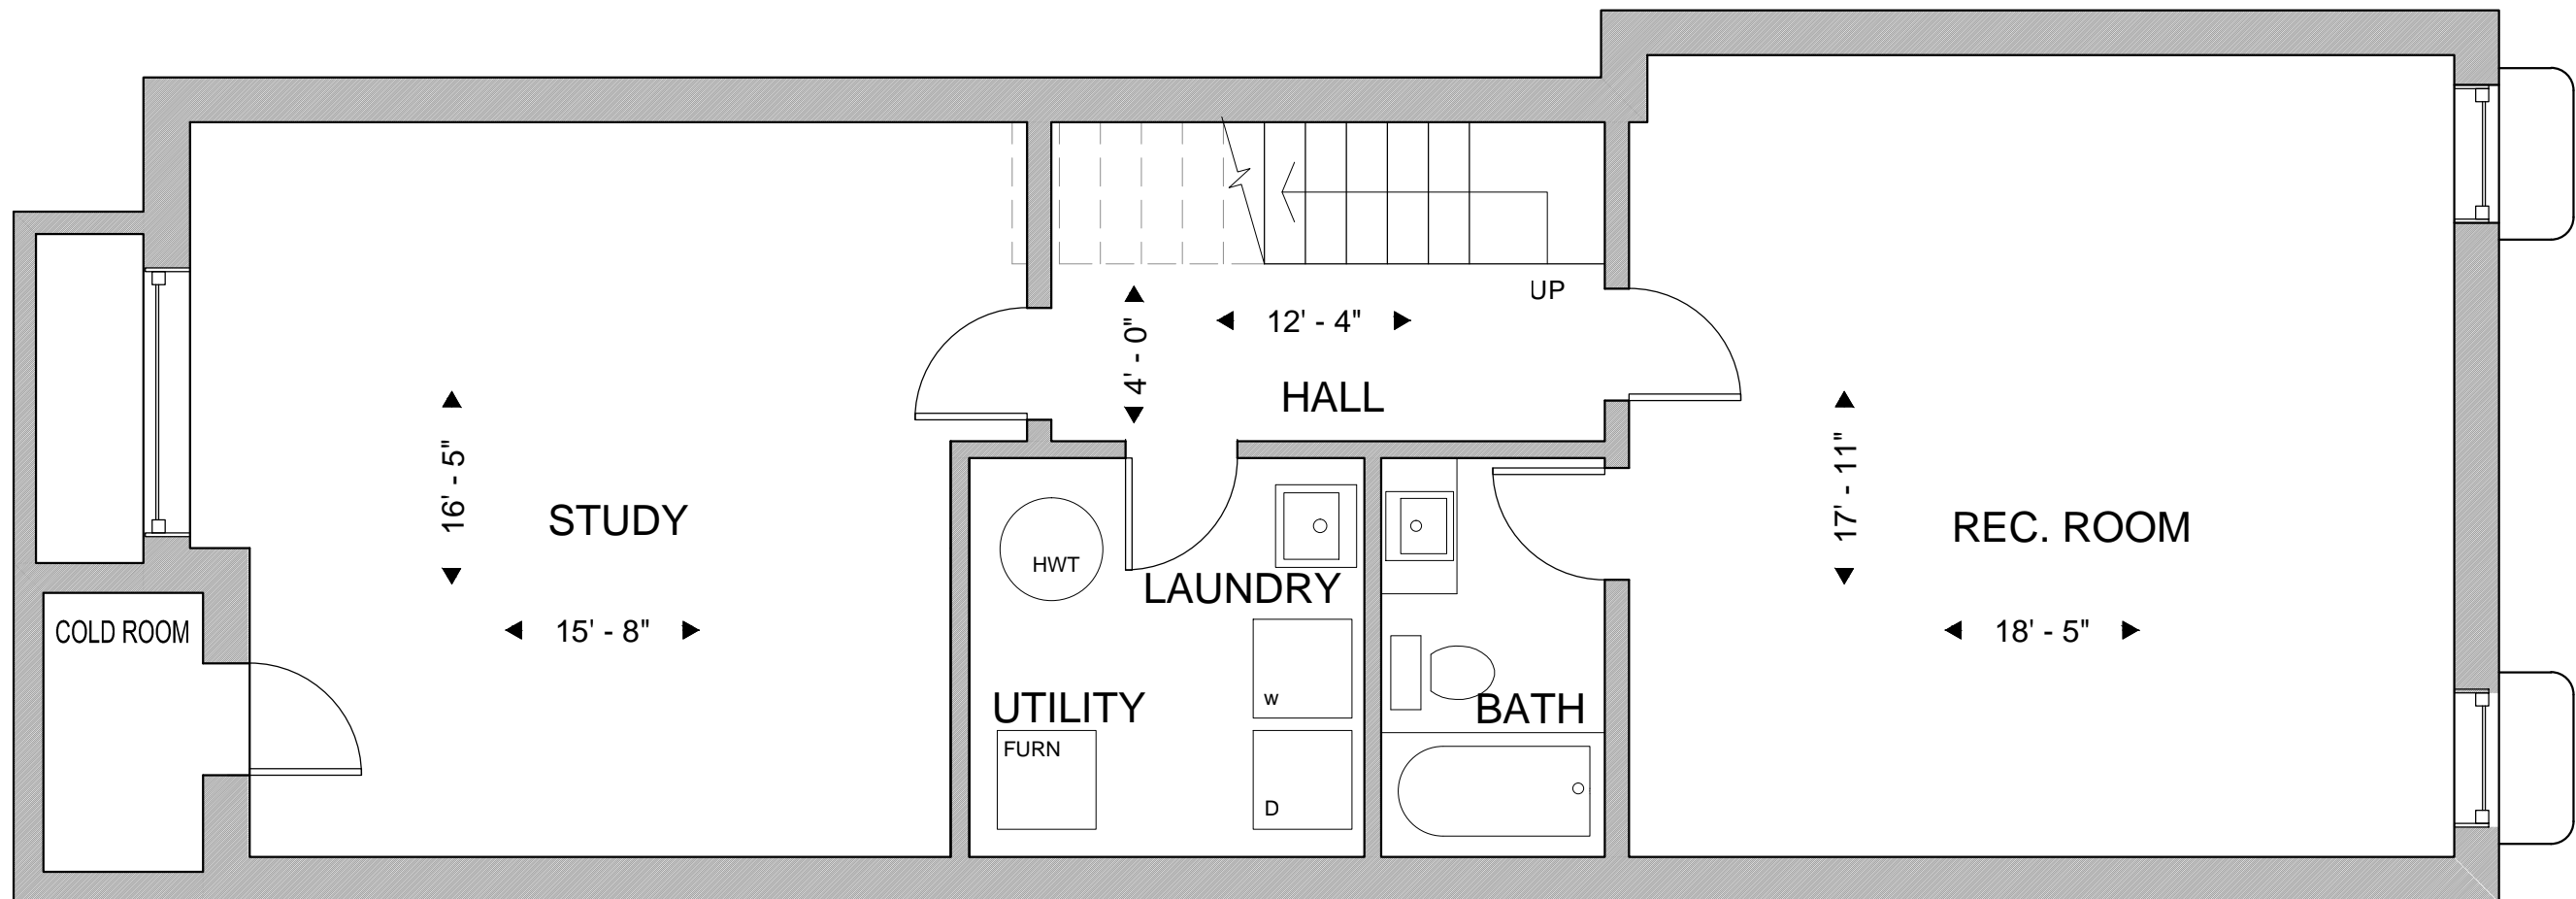 UP
12' - 4"
4' - 0"
HALL
16' - 5"
STUDY
17' - 11"
REC. ROOM
HWT
LAUNDRY
COLD ROOM
15' - 8"
18' - 5"
W
UTILITY
BATH
FURN
D